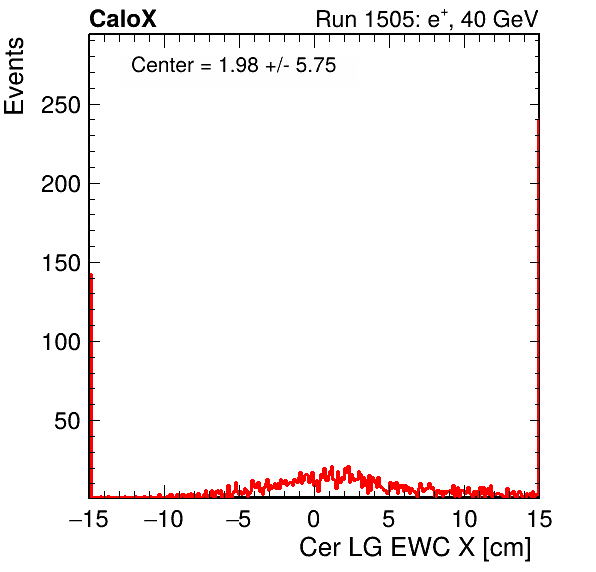 CaloX Run 1505: e⁺, 40 GeV
Center = 1.98 +/- 5.75
Events
250
200
150
100
50
−15 −10 −5 0 5 10 15
Cer LG EWC X [cm]